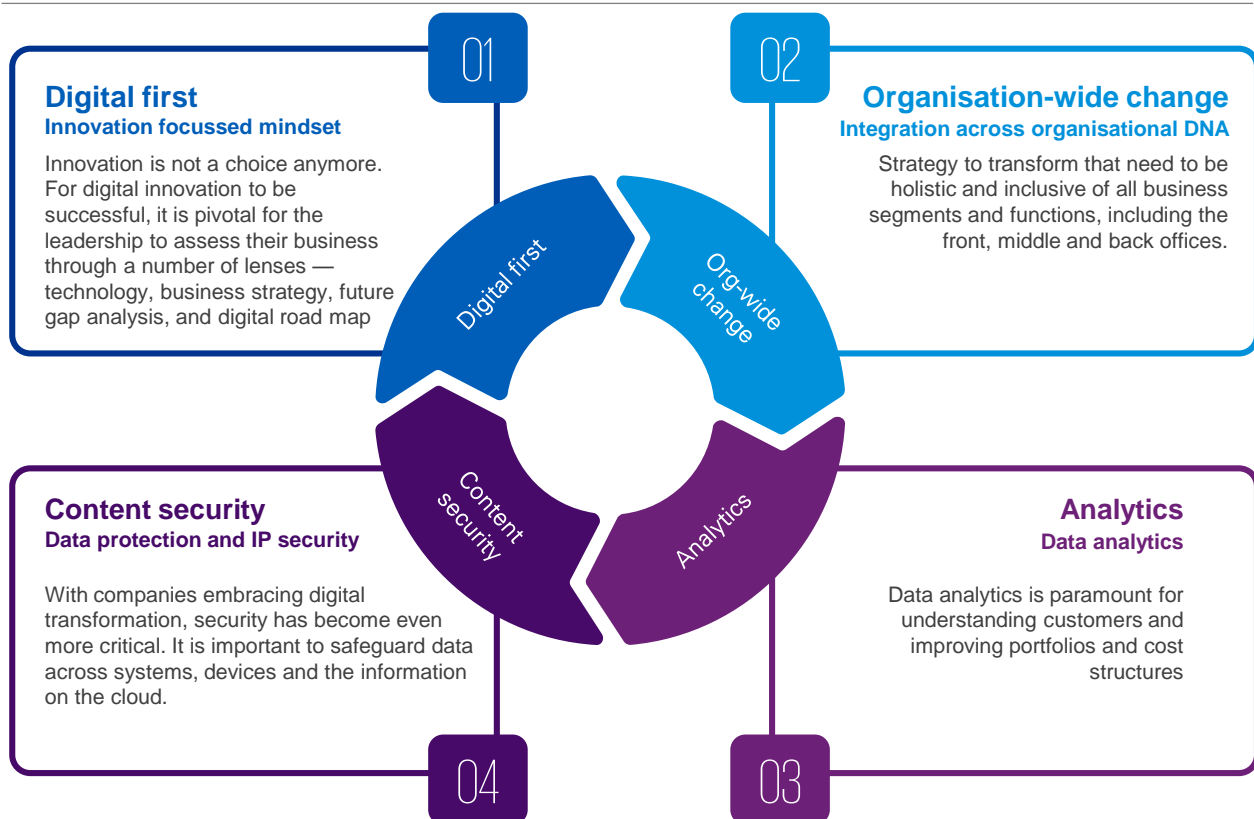 01
Digital first
Innovation focussed mindset
Innovation is not a choice anymore.
For digital innovation to be
successful, it is pivotal for the
leadership to assess their business
through a number of lenses —
technology, business strategy, future
gap analysis, and digital road map
02
Organisation-wide change
Integration across organisational DNA
Strategy to transform that need to be
holistic and inclusive of all business
segments and functions, including the
front, middle and back offices.
Digital first
Org-wide
change
Content
security
Analytics
Content security
Data protection and IP security
With companies embracing digital
transformation, security has become even
more critical. It is important to safeguard data
across systems, devices and the information
on the cloud.
04
Analytics
Data analytics
Data analytics is paramount for
understanding customers and
improving portfolios and cost
structures
03